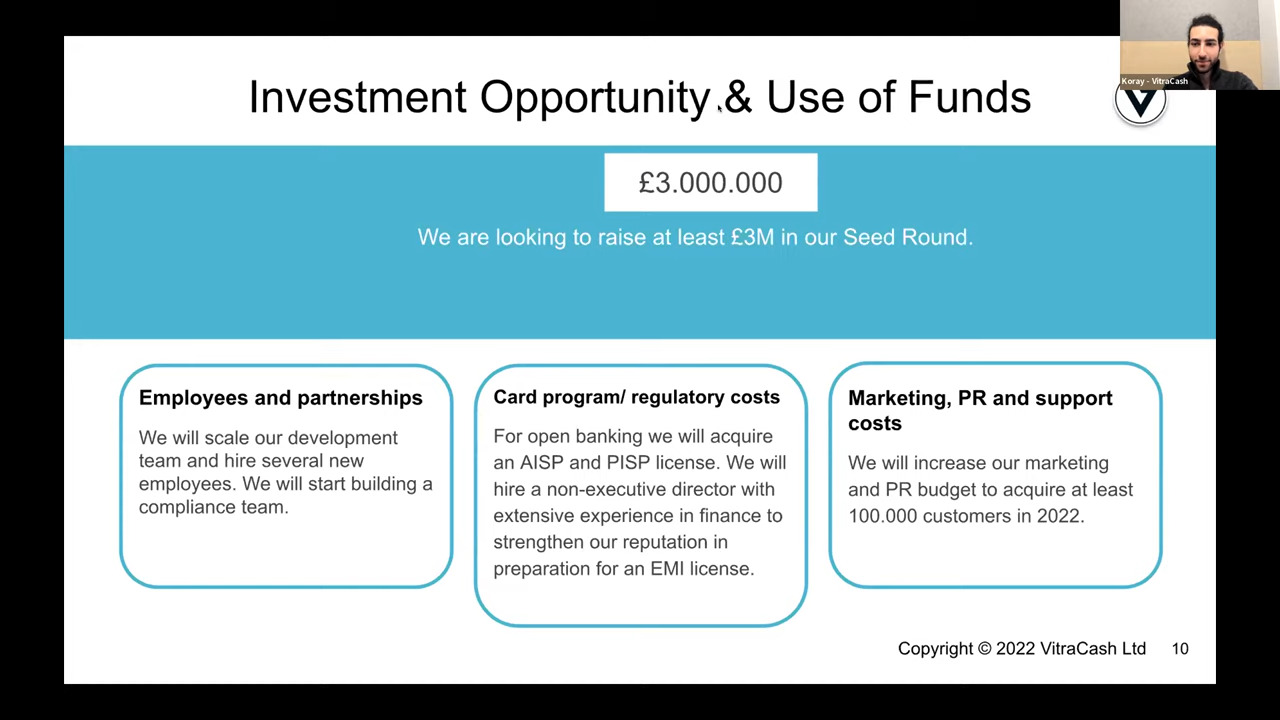 Koray - VitraCash
Investment Opportunity & Use of Funds
£3.000.000
We are looking to raise at least £3M in our Seed Round.
Employees and partnerships
We will scale our development
team and hire several new
employees. We will start building a
compliance team.
Card program/ regulatory costs
For open banking we will acquire
an AISP and PISP license. We will
hire a non-executive director with
extensive experience in finance to
strengthen our reputation in
preparation for an EMI license.
Marketing, PR and support
costs
We will increase our marketing
and PR budget to acquire at least
100.000 customers in 2022.
Copyright © 2022 VitraCash Ltd
10